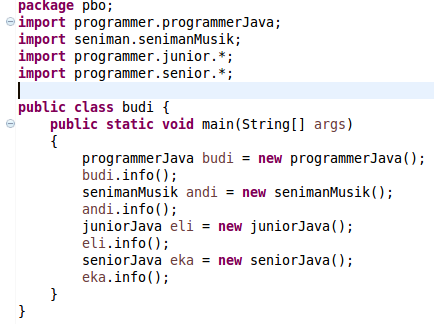 package pbo;
import programmer.programmerJava;
import seniman.senimanMusik;
import programmer.junior.*;
import programmer.senior.*;
public class budi {
public static void main(String[] args)
{
programmerJava budi = new programmerJava();
budi.info();
senimanMusik andi = new senimanMusik();
andi.info();
juniorJava eli = new juniorJava();
eli.info();
seniorJava eka = new seniorJava();
eka.info();
}
}